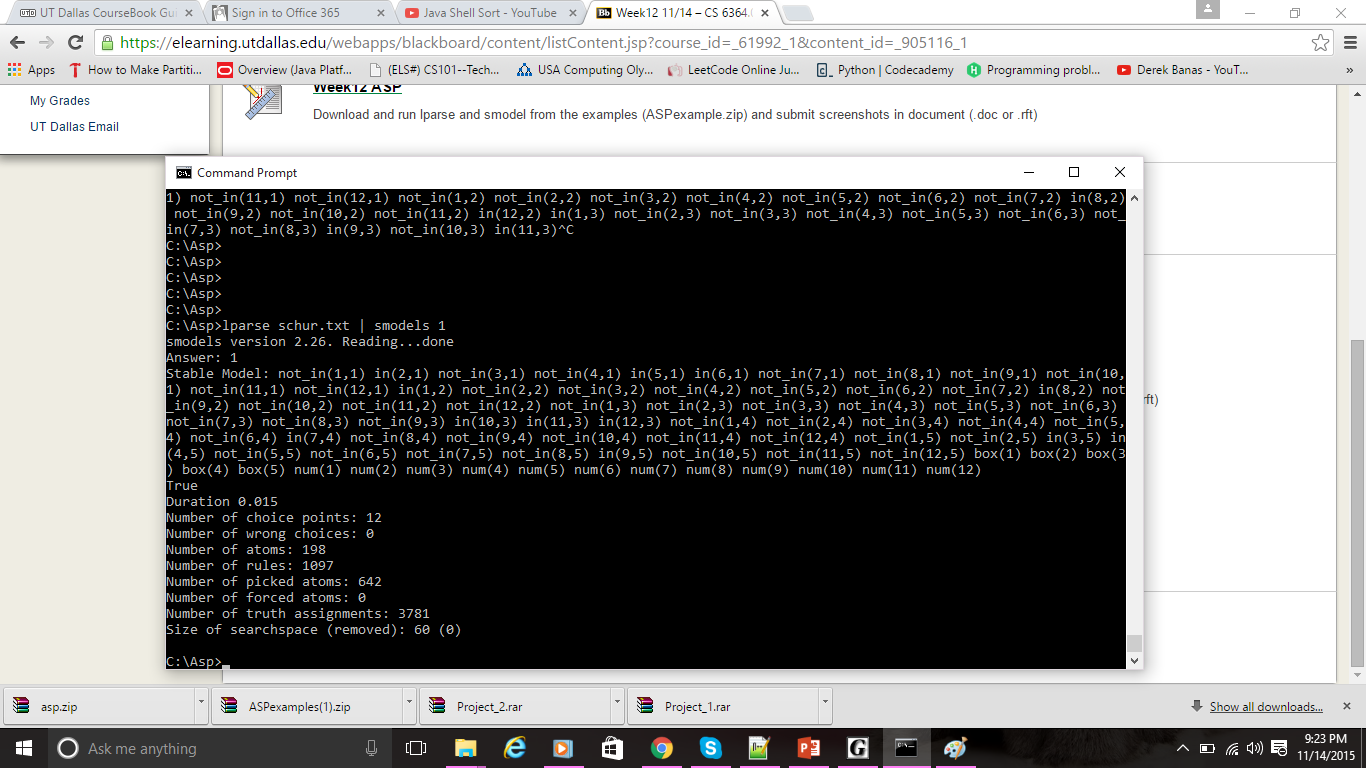 UT Dallas CourseBook Gui
Sign in to Office 365
Java Shell Sort - YouTube
Week12 11/14 – CS 6364.
https://elearning.utdallas.edu/webapps/blackboard/content/listContent.jsp?course_id=_61992_1&content_id=_905116_1
Apps
How to Make Partiti...
Overview (Java Platf...
(ELS#) CS101--Tech...
USA Computing Oly...
LeetCode Online Ju...
Python | Codecademy
Programming probl...
Derek Banas - YouT...
»
My Grades
UT Dallas Email
Week12 ASP
Download and run lparse and smodel from the examples (ASPexample.zip) and submit screenshots in document (.doc or .rft)
Command Prompt
1) not_in(11,1) not_in(12,1) not_in(1,2) not_in(2,2) not_in(3,2) not_in(4,2) not_in(5,2) not_in(6,2) not_in(7,2) in(8,2)
not_in(9,2) not_in(10,2) not_in(11,2) in(12,2) in(1,3) not_in(2,3) not_in(3,3) not_in(4,3) not_in(5,3) not_in(6,3) not_
in(7,3) not_in(8,3) in(9,3) not_in(10,3) in(11,3)^C
C:\Asp>
C:\Asp>
C:\Asp>
C:\Asp>
C:\Asp>
C:\Asp>lparse schur.txt | smodels 1
smodels version 2.26. Reading...done
Answer: 1
Stable Model: not_in(1,1) in(2,1) not_in(3,1) not_in(4,1) in(5,1) in(6,1) not_in(7,1) not_in(8,1) not_in(9,1) not_in(10,
1) not_in(11,1) not_in(12,1) in(1,2) not_in(2,2) not_in(3,2) not_in(4,2) not_in(5,2) not_in(6,2) not_in(7,2) in(8,2) not
_in(9,2) not_in(10,2) not_in(11,2) not_in(12,2) not_in(1,3) not_in(2,3) not_in(3,3) not_in(4,3) not_in(5,3) not_in(6,3)
not_in(7,3) not_in(8,3) not_in(9,3) in(10,3) in(11,3) in(12,3) not_in(1,4) not_in(2,4) not_in(3,4) not_in(4,4) not_in(5,
4) not_in(6,4) in(7,4) not_in(8,4) not_in(9,4) not_in(10,4) not_in(11,4) not_in(12,4) not_in(1,5) not_in(2,5) in(3,5) in
(4,5) not_in(5,5) not_in(6,5) not_in(7,5) not_in(8,5) in(9,5) not_in(10,5) not_in(11,5) not_in(12,5) box(1) box(2) box(3
) box(4) box(5) num(1) num(2) num(3) num(4) num(5) num(6) num(7) num(8) num(9) num(10) num(11) num(12)
True
Duration 0.015
Number of choice points: 12
Number of wrong choices: 0
Number of atoms: 198
Number of rules: 1097
Number of picked atoms: 642
Number of forced atoms: 0
Number of truth assignments: 3781
Size of searchspace (removed): 60 (0)
C:\Asp>
rft)
asp.zip
ASPexamples(1).zip
Project_2.rar
Project_1.rar
Show all downloads...
Ask me anything
9:23 PM
11/14/2015